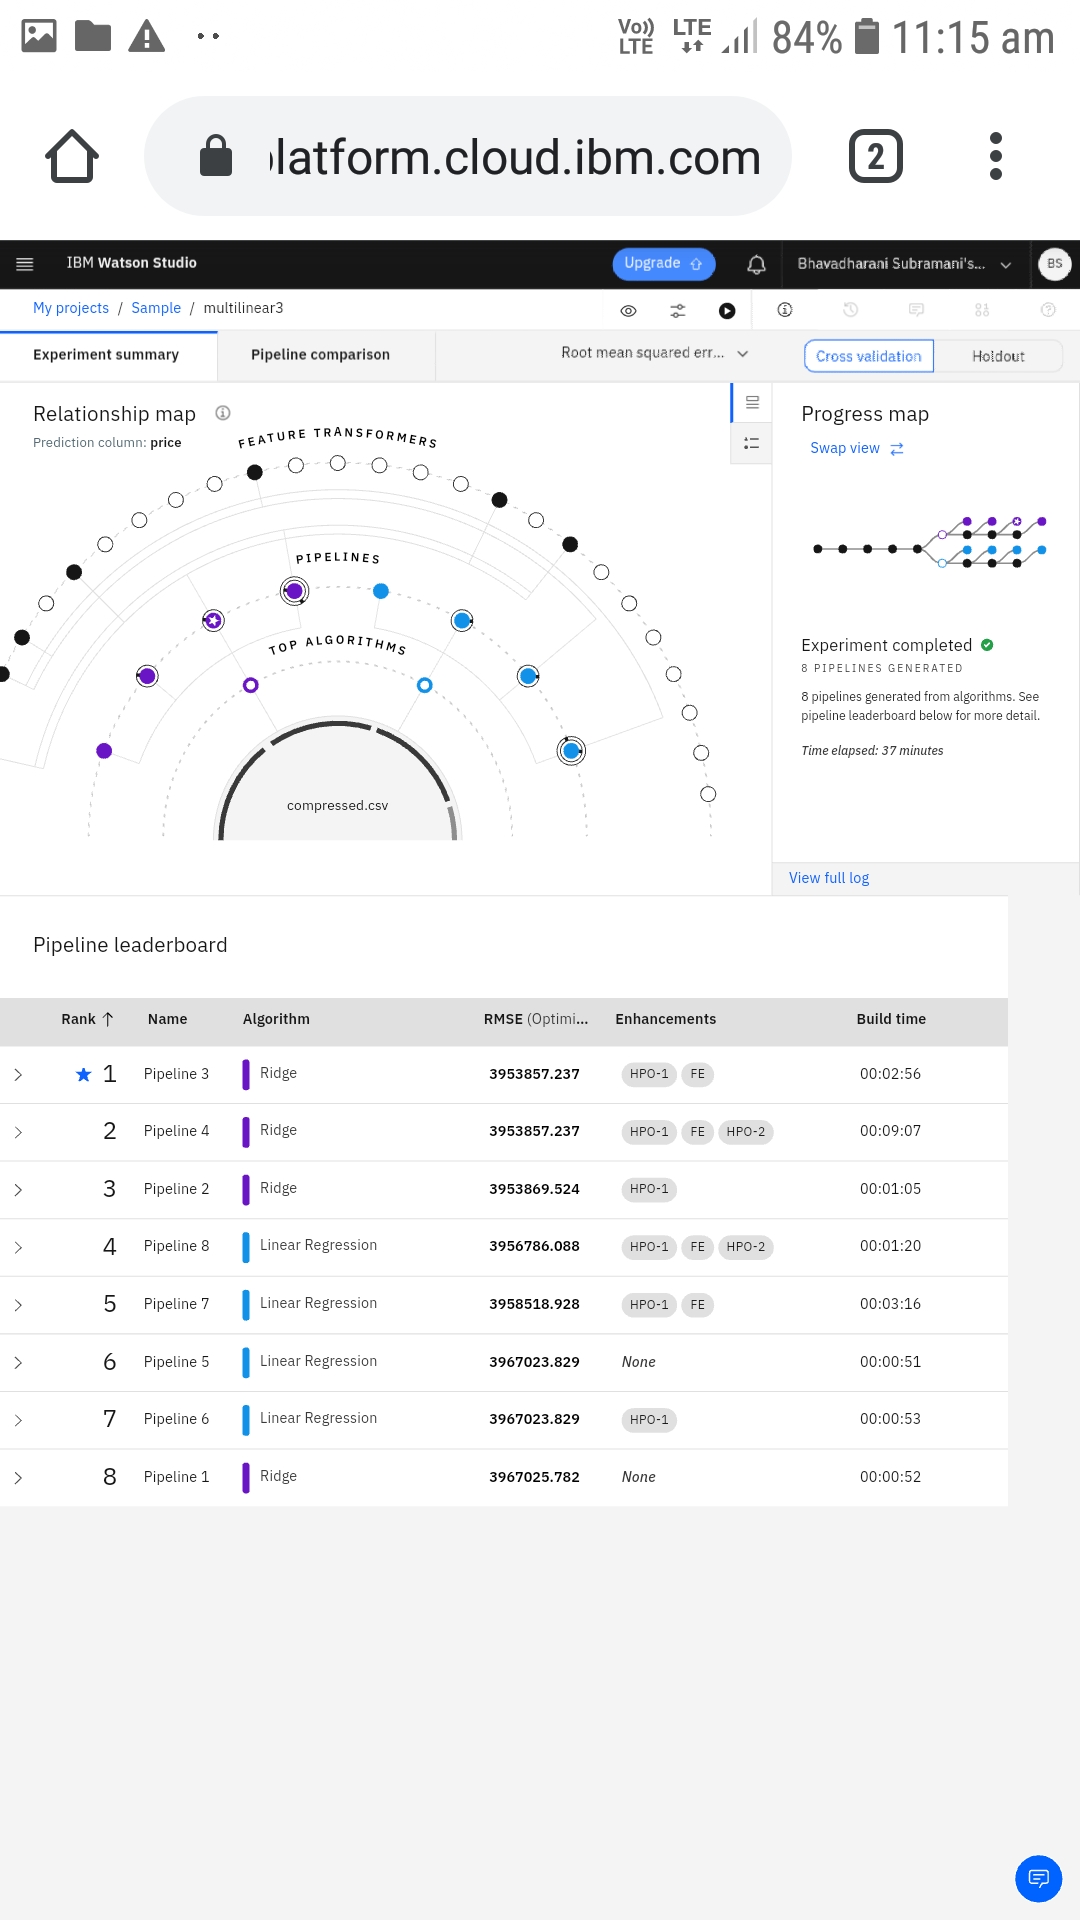 Vo)) LTE LTE 84% 11:15 am
latform.cloud.ibm.com 2
IBM Watson Studio Upgrade Bhavadharani Subramani's... BS
My projects / Sample / multilinear3
Experiment summary Pipeline comparison Root mean squared err... Cross validation Holdout
Relationship map
Prediction column: price
FEATURE TRANSFORMERS
PIPELINES
TOP ALGORITHMS
compressed.csv
Progress map
Swap view
Experiment completed
8 PIPELINES GENERATED
8 pipelines generated from algorithms. See
pipeline leaderboard below for more detail.
Time elapsed: 37 minutes
View full log
Pipeline leaderboard
Rank ↑ Name Algorithm RMSE (Optimi... Enhancements Build time
1 Pipeline 3 Ridge 3953857.237 HPO-1 FE 00:02:56
2 Pipeline 4 Ridge 3953857.237 HPO-1 FE HPO-2 00:09:07
3 Pipeline 2 Ridge 3953869.524 HPO-1 00:01:05
4 Pipeline 8 Linear Regression 3956786.088 HPO-1 FE HPO-2 00:01:20
5 Pipeline 7 Linear Regression 3958518.928 HPO-1 FE 00:03:16
6 Pipeline 5 Linear Regression 3967023.829 None 00:00:51
7 Pipeline 6 Linear Regression 3967023.829 HPO-1 00:00:53
8 Pipeline 1 Ridge 3967025.782 None 00:00:52